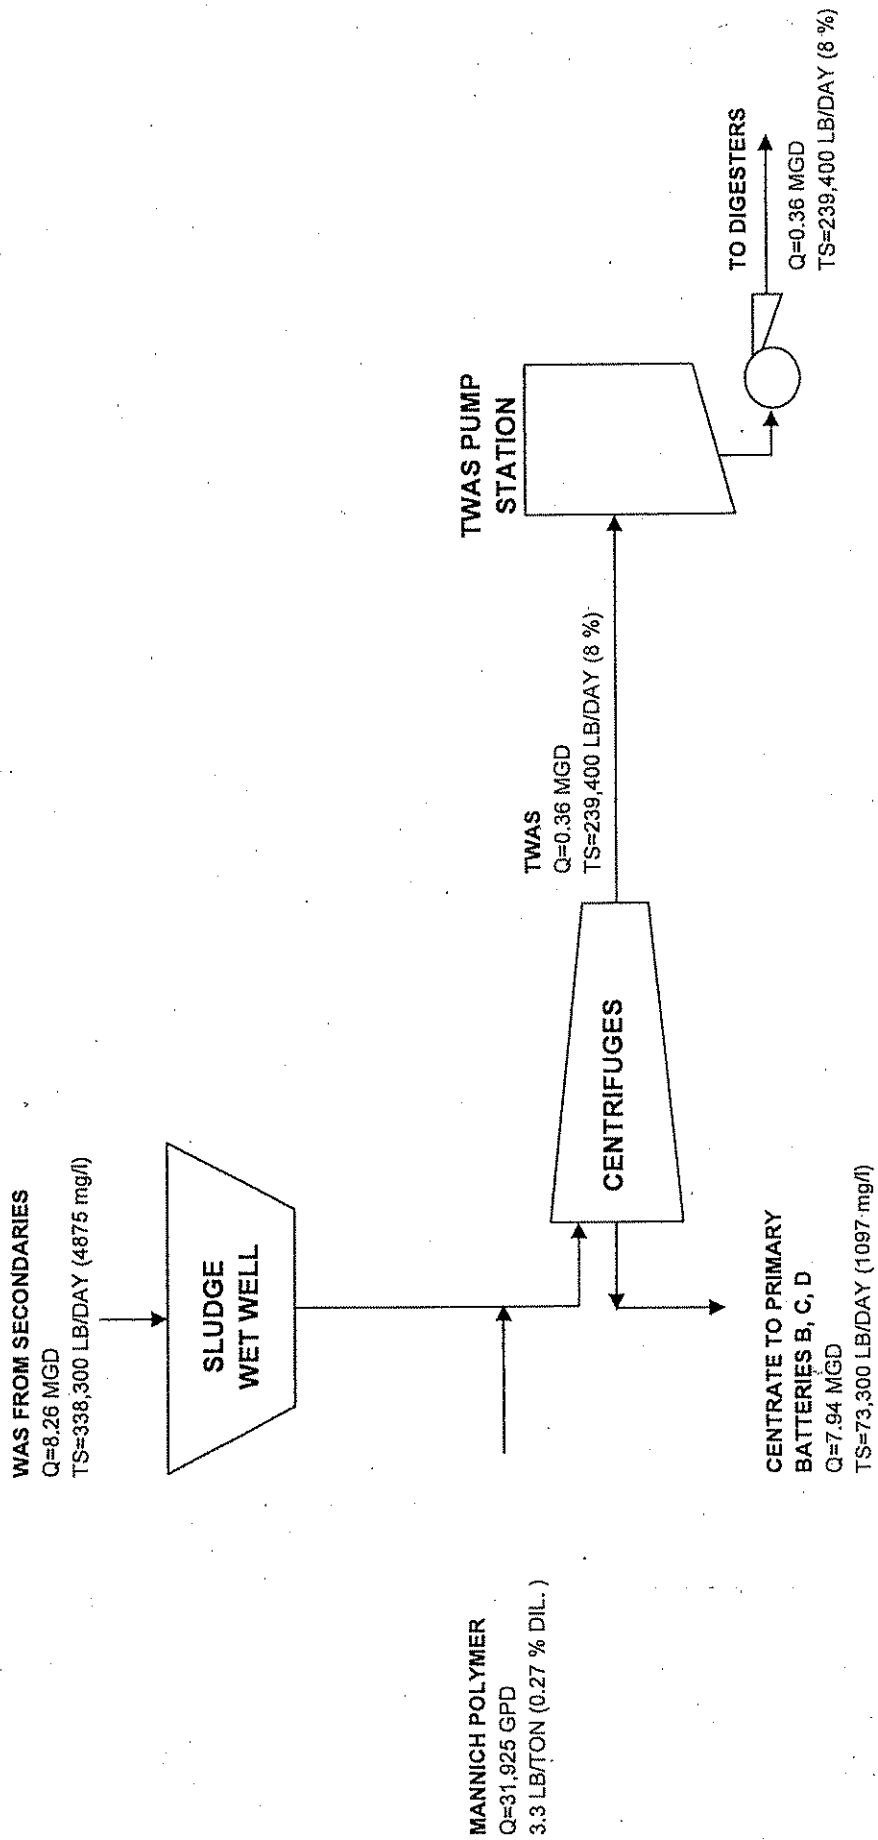 WAS FROM SECONDARIES
Q=8.26 MGD
TS=338,300 LB/DAY (4875 mg/l)
SLUDGE
WET WELL
MANNICH POLYMER
Q=31,925 GPD
3.3 LB/TON (0.27 % DIL. )
CENTRIFUGES
CENTRATE TO PRIMARY
BATTERIES B, C, D
Q=7.94 MGD
TS=73,300 LB/DAY (1097 mg/l)
TWAS
Q=0.36 MGD
TS=239,400 LB/DAY (8 %)
TWAS PUMP
STATION
TO DIGESTERS
Q=0.36 MGD
TS=239,400 LB/DAY (8 %)